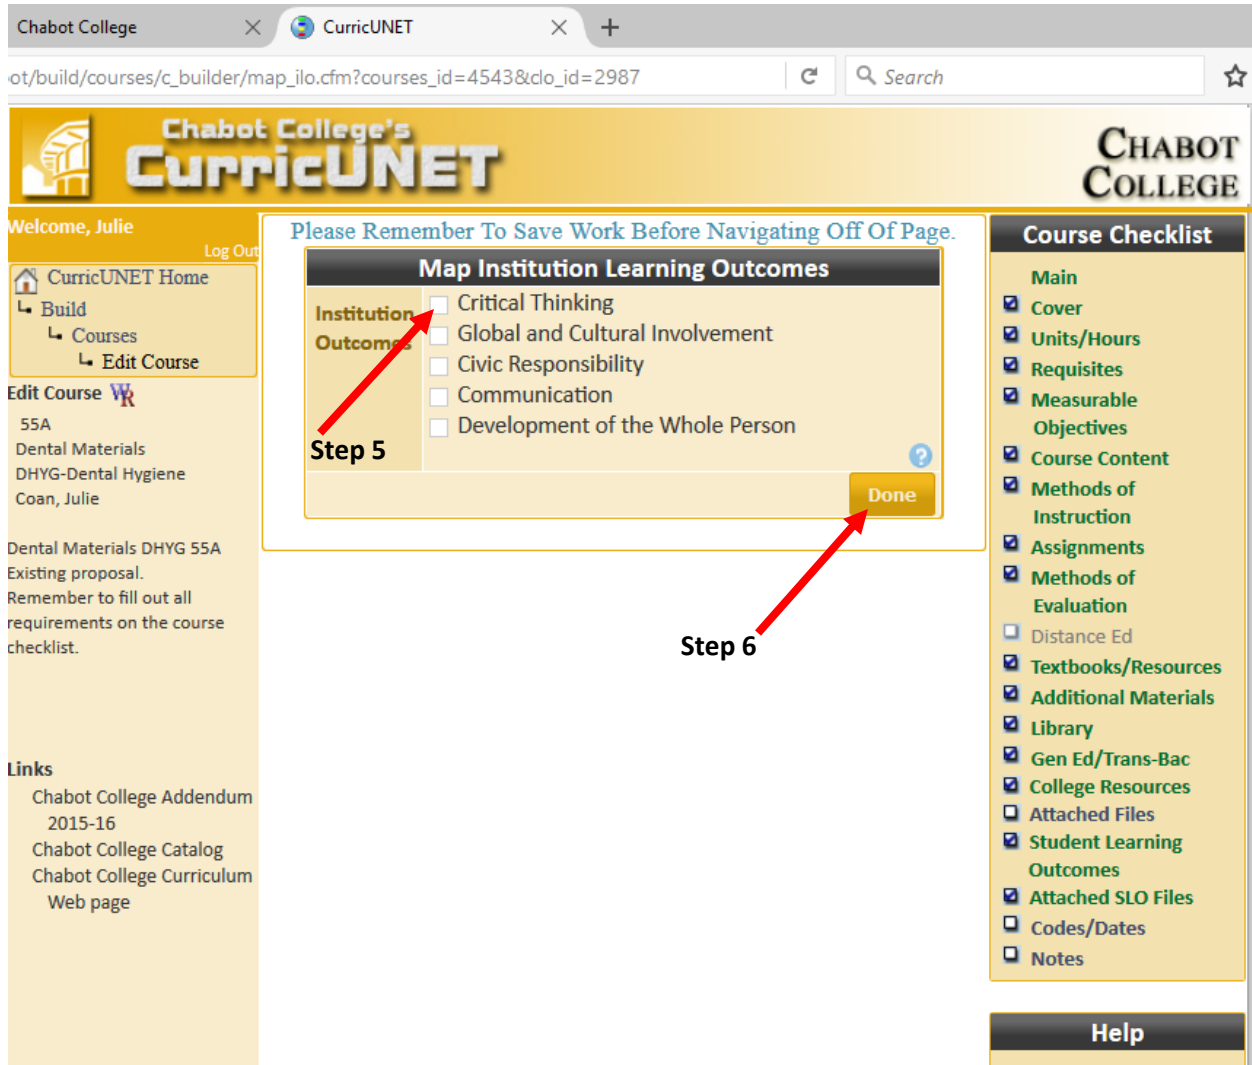 Chabot College
CurricUNET
ot/build/courses/c_builder/map_ilo.cfm?courses_id=4543&clo_id=2987
Search
Chabot College's
CurricUNET
CHABOT
COLLEGE
Welcome, Julie
Log Out
CurricUNET Home
Build
Courses
Edit Course
Edit Course WR
55A
Dental Materials
DHYG-Dental Hygiene
Coan, Julie
Dental Materials DHYG 55A
Existing proposal.
Remember to fill out all
requirements on the course
checklist.
Links
Chabot College Addendum
2015-16
Chabot College Catalog
Chabot College Curriculum
Web page
Please Remember To Save Work Before Navigating Off Of Page.
Map Institution Learning Outcomes
Institution
Outcomes
Critical Thinking
Global and Cultural Involvement
Civic Responsibility
Communication
Development of the Whole Person
?
Step 5
Done
Step 6
Course Checklist
Main
Cover
Units/Hours
Requisites
Measurable
Objectives
Course Content
Methods of
Instruction
Assignments
Methods of
Evaluation
Distance Ed
Textbooks/Resources
Additional Materials
Library
Gen Ed/Trans-Bac
College Resources
Attached Files
Student Learning
Outcomes
Attached SLO Files
Codes/Dates
Notes
Help